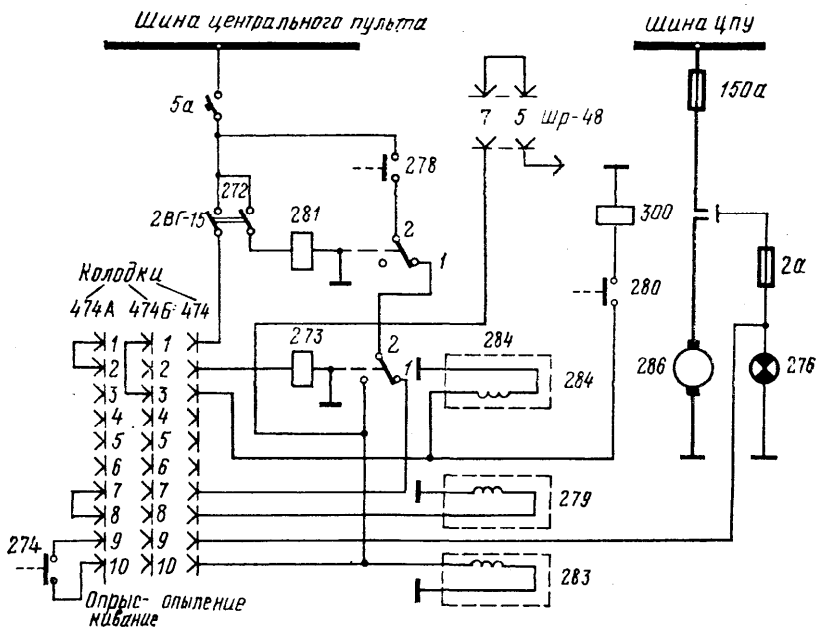 Шина центрального пульта
Шина ЦПУ
5а
150а
7 5 Шр-48
278
272
2ВГ-15
281
2
1
300
2а
280
Колодки
474А 474Б 474
273
2
1
284
284
286
276
1 1
2 2
3 3
4 4
5 5
6 6
7 7
8 8
9 9
10 10
279
274
283
Опрыс- опыление
кивание